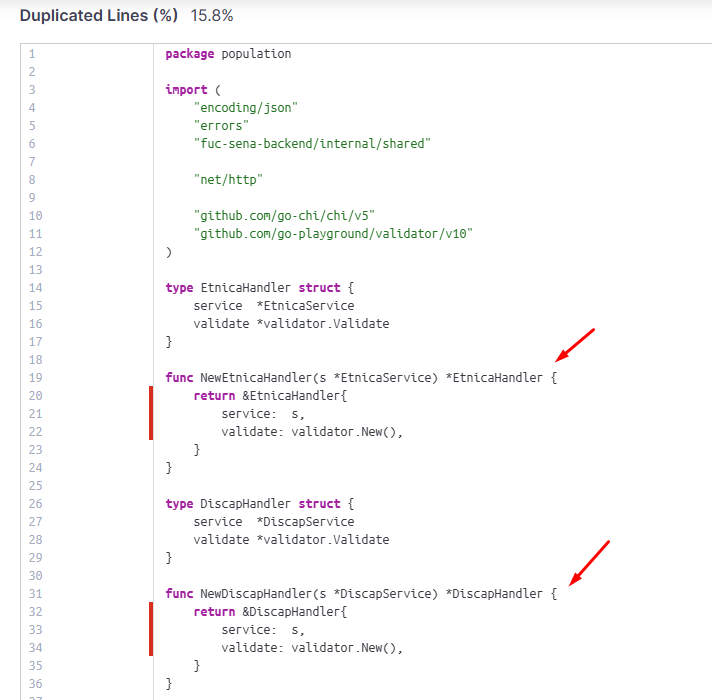 Duplicated Lines (%) 15.8%
1 package population
2
3 import (
4 "encoding/json"
5 "errors"
6 "fuc-sena-backend/internal/shared"
7
8 "net/http"
9
10 "github.com/go-chi/chi/v5"
11 "github.com/go-playground/validator/v10"
12 )
13
14 type EtnicaHandler struct {
15 service  *EtnicaService
16 validate *validator.Validate
17 }
18
19 func NewEtnicaHandler(s *EtnicaService) *EtnicaHandler {
20 return &EtnicaHandler{
21 service:  s,
22 validate: validator.New(),
23 }
24 }
25
26 type DiscapHandler struct {
27 service  *DiscapService
28 validate *validator.Validate
29 }
30
31 func NewDiscapHandler(s *DiscapService) *DiscapHandler {
32 return &DiscapHandler{
33 service:  s,
34 validate: validator.New(),
35 }
36 }